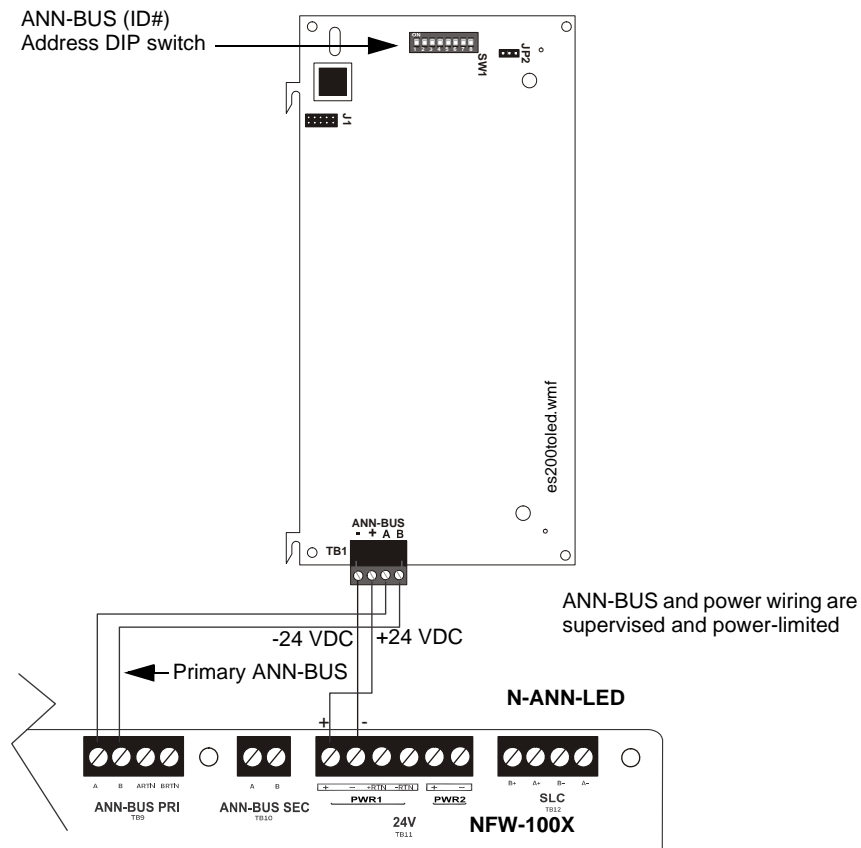 ANN-BUS (ID#)
Address DIP switch
ON
1 2 3 4 5 6 7 8
SW1
JP2
J1
es200toled.wmf
ANN-BUS
- + A B
TB1
ANN-BUS and power wiring are
supervised and power-limited
-24 VDC +24 VDC
Primary ANN-BUS
N-ANN-LED
+ -
A B ARTN BRTN
ANN-BUS PRI
TB9
A B
ANN-BUS SEC
TB10
+ - +RTN -RTN + -
PWR1 PWR2
24V
TB11
B+ A+ B- A-
SLC
TB12
NFW-100X